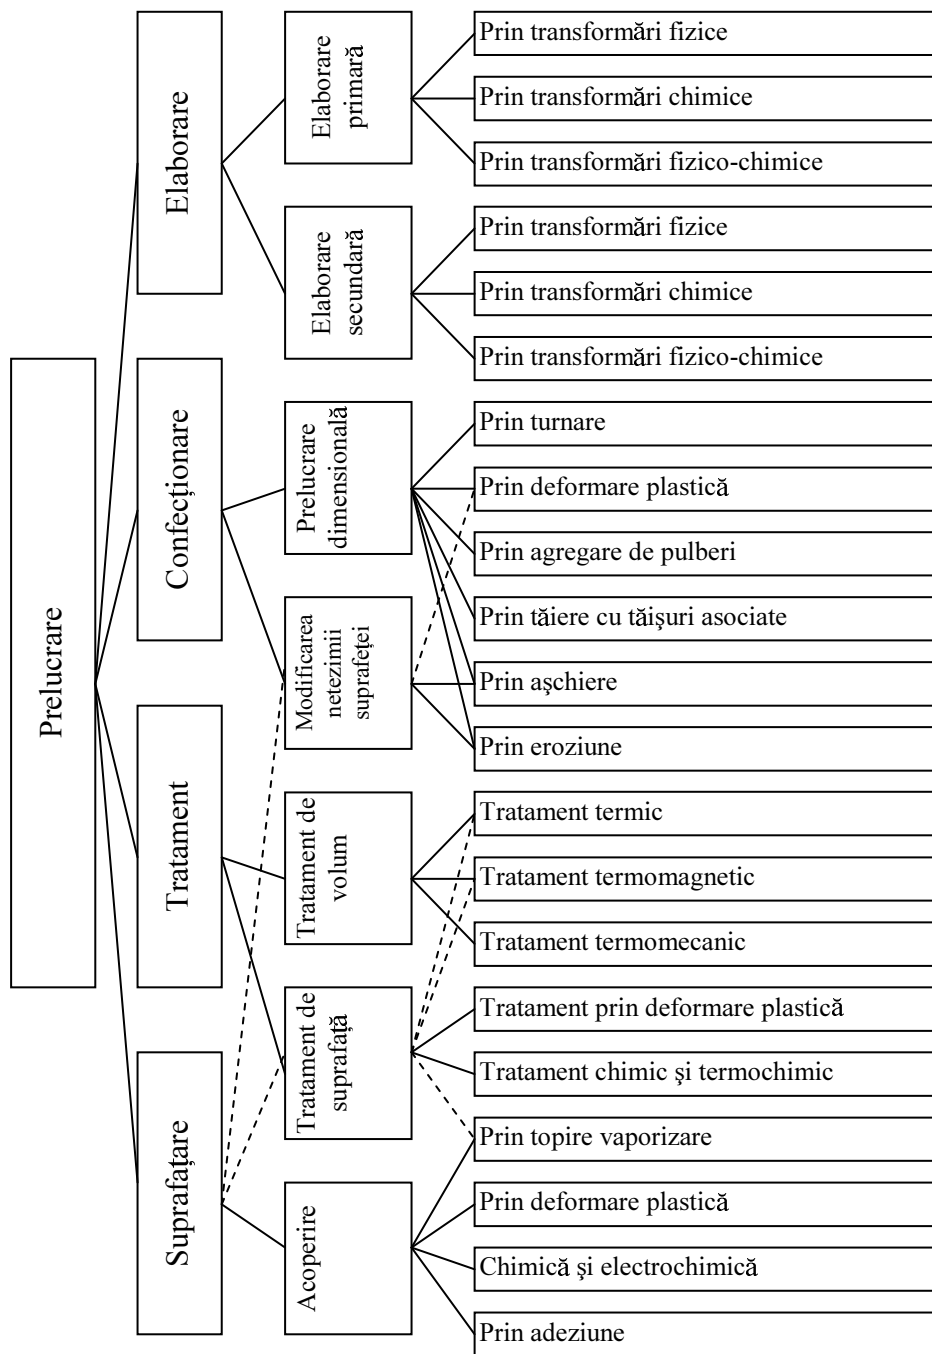 Prelucrare
Elaborare
Confecţionare
Tratament
Suprafaţare
Elaborare
primară
Elaborare
secundară
Prelucrare
dimensională
Modificarea
netezimii
suprafeţei
Tratament de
volum
Tratament de
suprafaţă
Acoperire
Prin transformări fizice
Prin transformări chimice
Prin transformări fizico-chimice
Prin transformări fizice
Prin transformări chimice
Prin transformări fizico-chimice
Prin turnare
Prin deformare plastică
Prin agregare de pulberi
Prin tăiere cu tăişuri asociate
Prin aşchiere
Prin eroziune
Tratament termic
Tratament termomagnetic
Tratament termomecanic
Tratament prin deformare plastică
Tratament chimic şi termochimic
Prin topire vaporizare
Prin deformare plastică
Chimică şi electrochimică
Prin adeziune